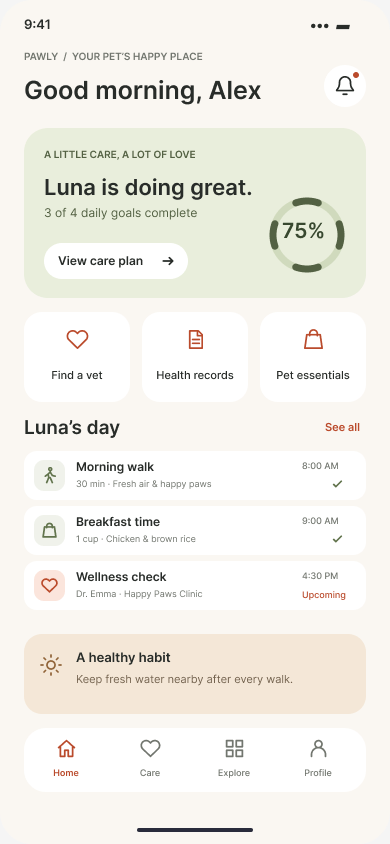 9:41
PAWLY / YOUR PET'S HAPPY PLACE
Good morning, Alex
A LITTLE CARE, A LOT OF LOVE
Luna is doing great.
3 of 4 daily goals complete
75%
View care plan →
Find a vet
Health records
Pet essentials
Luna's day
See all
Morning walk
8:00 AM
30 min · Fresh air & happy paws
Breakfast time
9:00 AM
1 cup · Chicken & brown rice
Wellness check
4:30 PM
Dr. Emma · Happy Paws Clinic
Upcoming
A healthy habit
Keep fresh water nearby after every walk.
Home
Care
Explore
Profile